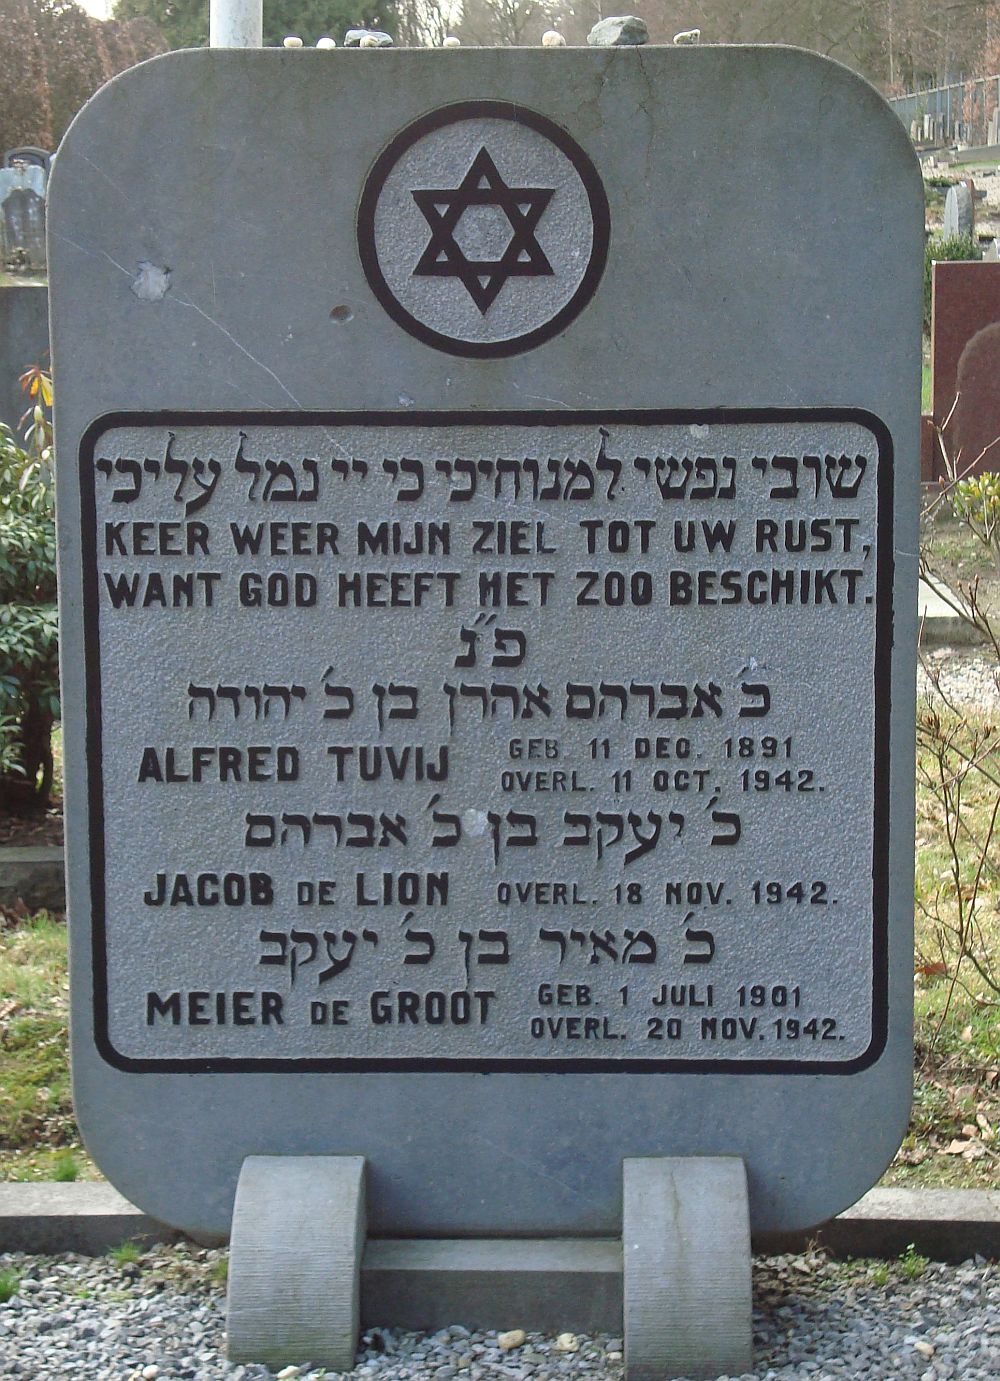 שובי נפשי למנוחיכי כי יי גמל עליכי
KEER WEER MIJN ZIEL TOT UW RUST,
WANT GOD HEEFT HET ZOO BESCHIKT.
פ״נ
כ׳ אברהם אהרן בן כ׳ יהודה
ALFRED TUVIJ GEB. 11 DEC. 1891
OVERL. 11 OCT. 1942.
כ׳ יעקב בן כ׳ אברהם
JACOB DE LION OVERL. 18 NOV. 1942.
כ׳ מאיר בן כ׳ יעקב
MEIER DE GROOT GEB. 1 JULI 1901
OVERL. 20 NOV. 1942.